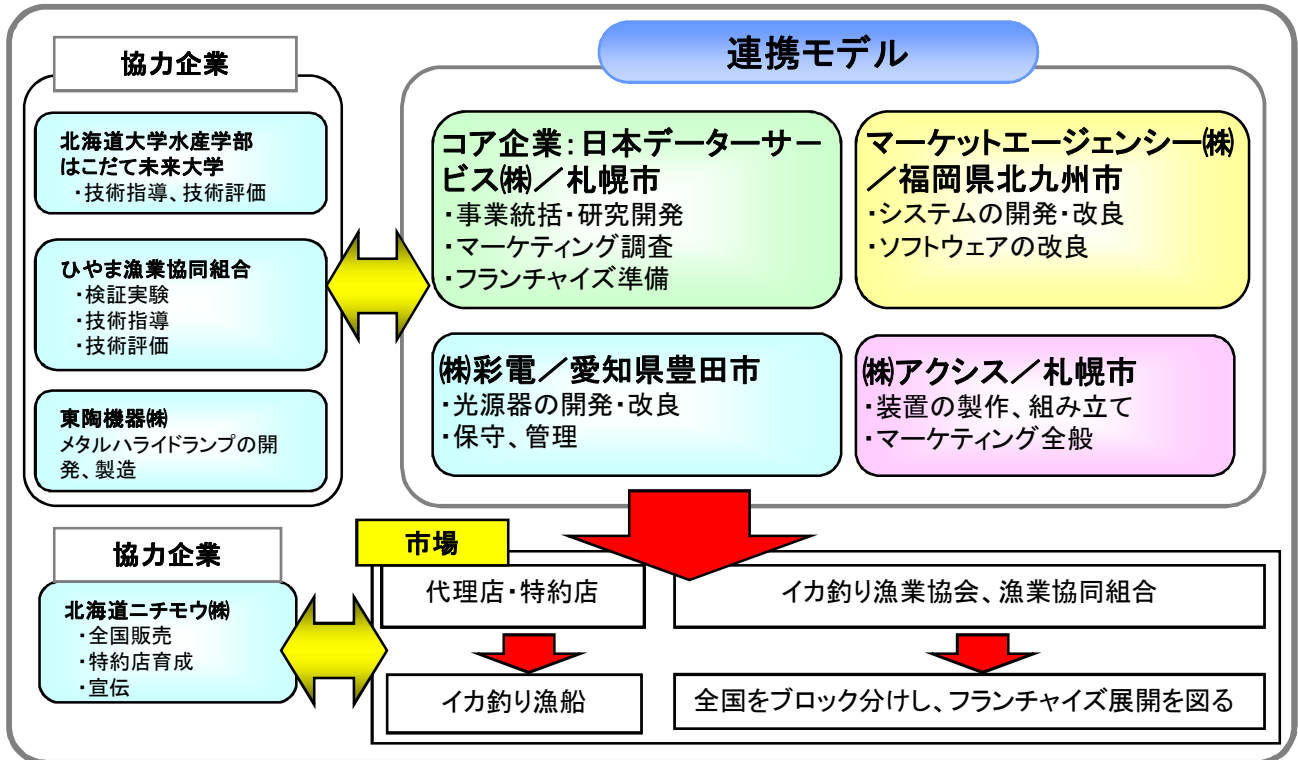 協力企業
北海道大学水産学部
はこだて未来大学
・技術指導、技術評価
ひやま漁業協同組合
・検証実験
・技術指導
・技術評価
東陶機器㈱
メタルハライドランプの開
発、製造
連携モデル
コア企業：日本データーサー
ビス㈱／札幌市
・事業統括・研究開発
・マーケティング調査
・フランチャイズ準備
マーケットエージェンシー㈱
／福岡県北九州市
・システムの開発・改良
・ソフトウェアの改良
㈱彩電／愛知県豊田市
・光源器の開発・改良
・保守、管理
㈱アクシス／札幌市
・装置の製作、組み立て
・マーケティング全般
協力企業
北海道ニチモウ㈱
・全国販売
・特約店育成
・宣伝
市場
代理店・特約店
イカ釣り漁業協会、漁業協同組合
イカ釣り漁船
全国をブロック分けし、フランチャイズ展開を図る